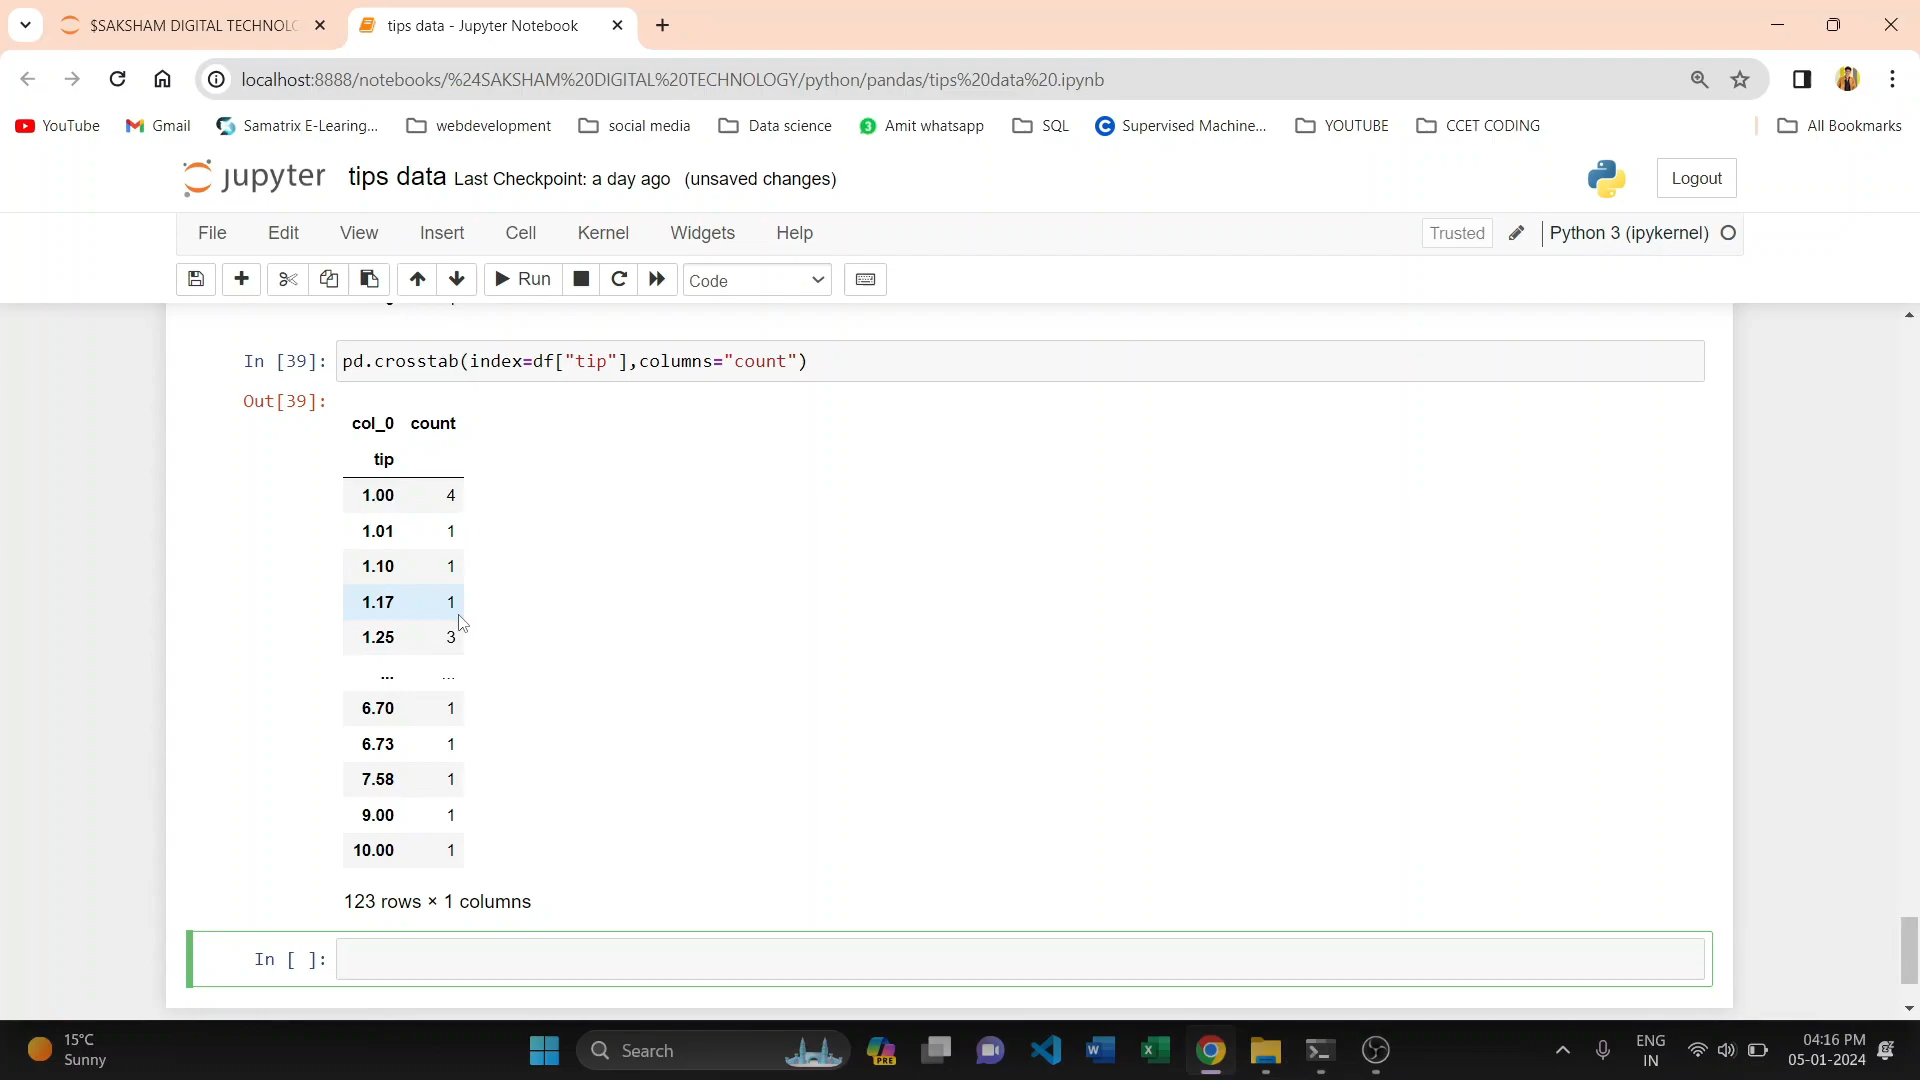 $SAKSHAM DIGITAL TECHNOLO
tips data - Jupyter Notebook
localhost:8888/notebooks/%24SAKSHAM%20DIGITAL%20TECHNOLOGY/python/pandas/tips%20data%20.ipynb
YouTube Gmail Samatrix E-Learing... webdevelopment social media Data science Amit whatsapp SQL Supervised Machine... YOUTUBE CCET CODING All Bookmarks
jupyter tips data Last Checkpoint: a day ago (unsaved changes) Logout
File Edit View Insert Cell Kernel Widgets Help Trusted Python 3 (ipykernel)
Run Code
In [39]: pd.crosstab(index=df["tip"],columns="count")
Out[39]:
col_0 count
tip
1.00 4
1.01 1
1.10 1
1.17 1
1.25 3
... ...
6.70 1
6.73 1
7.58 1
9.00 1
10.00 1
123 rows × 1 columns
In [ ]:
15°C
Sunny
Search
PRE
ENG
IN
04:16 PM
05-01-2024